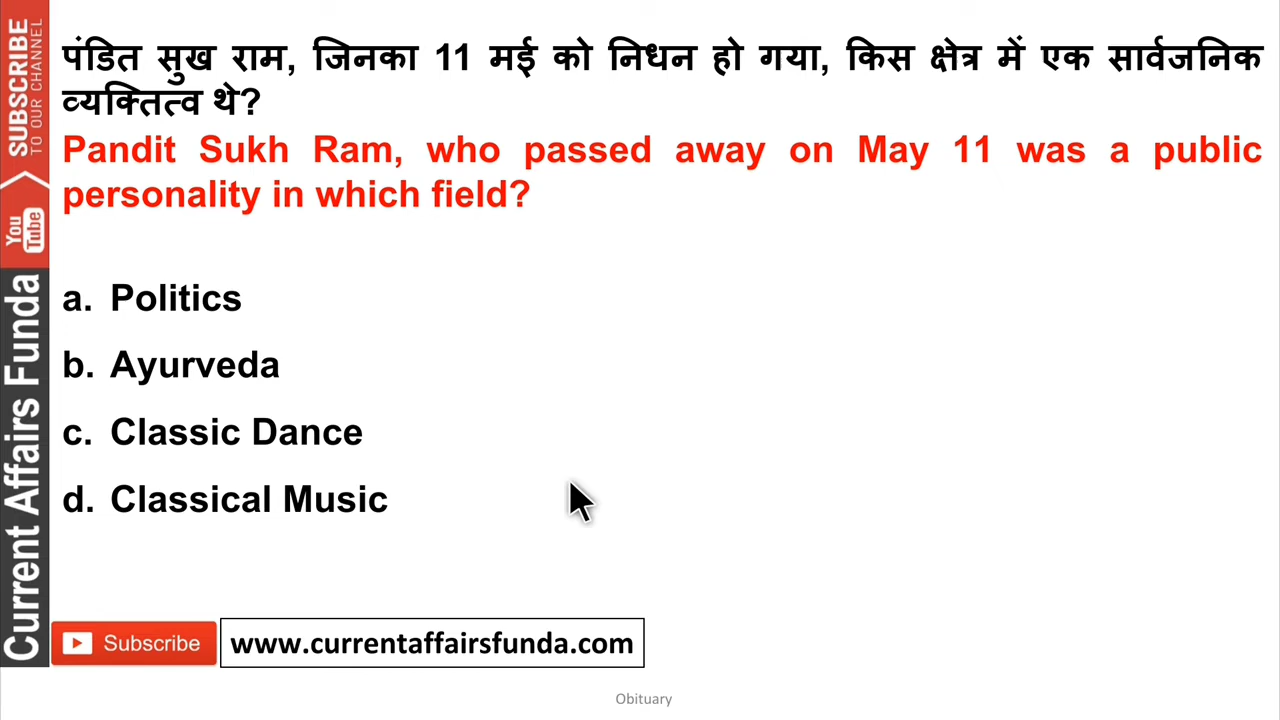 पंडित सुख राम, जिनका 11 मई को निधन हो गया, किस क्षेत्र में एक सार्वजनिक
व्यक्तित्व थे?
Pandit Sukh Ram, who passed away on May 11 was a public
personality in which field?
a. Politics
b. Ayurveda
c. Classic Dance
d. Classical Music
SUBSCRIBE
TO OUR CHANNEL
You
Tube
Current Affairs Funda
Subscribe
www.currentaffairsfunda.com
Obituary